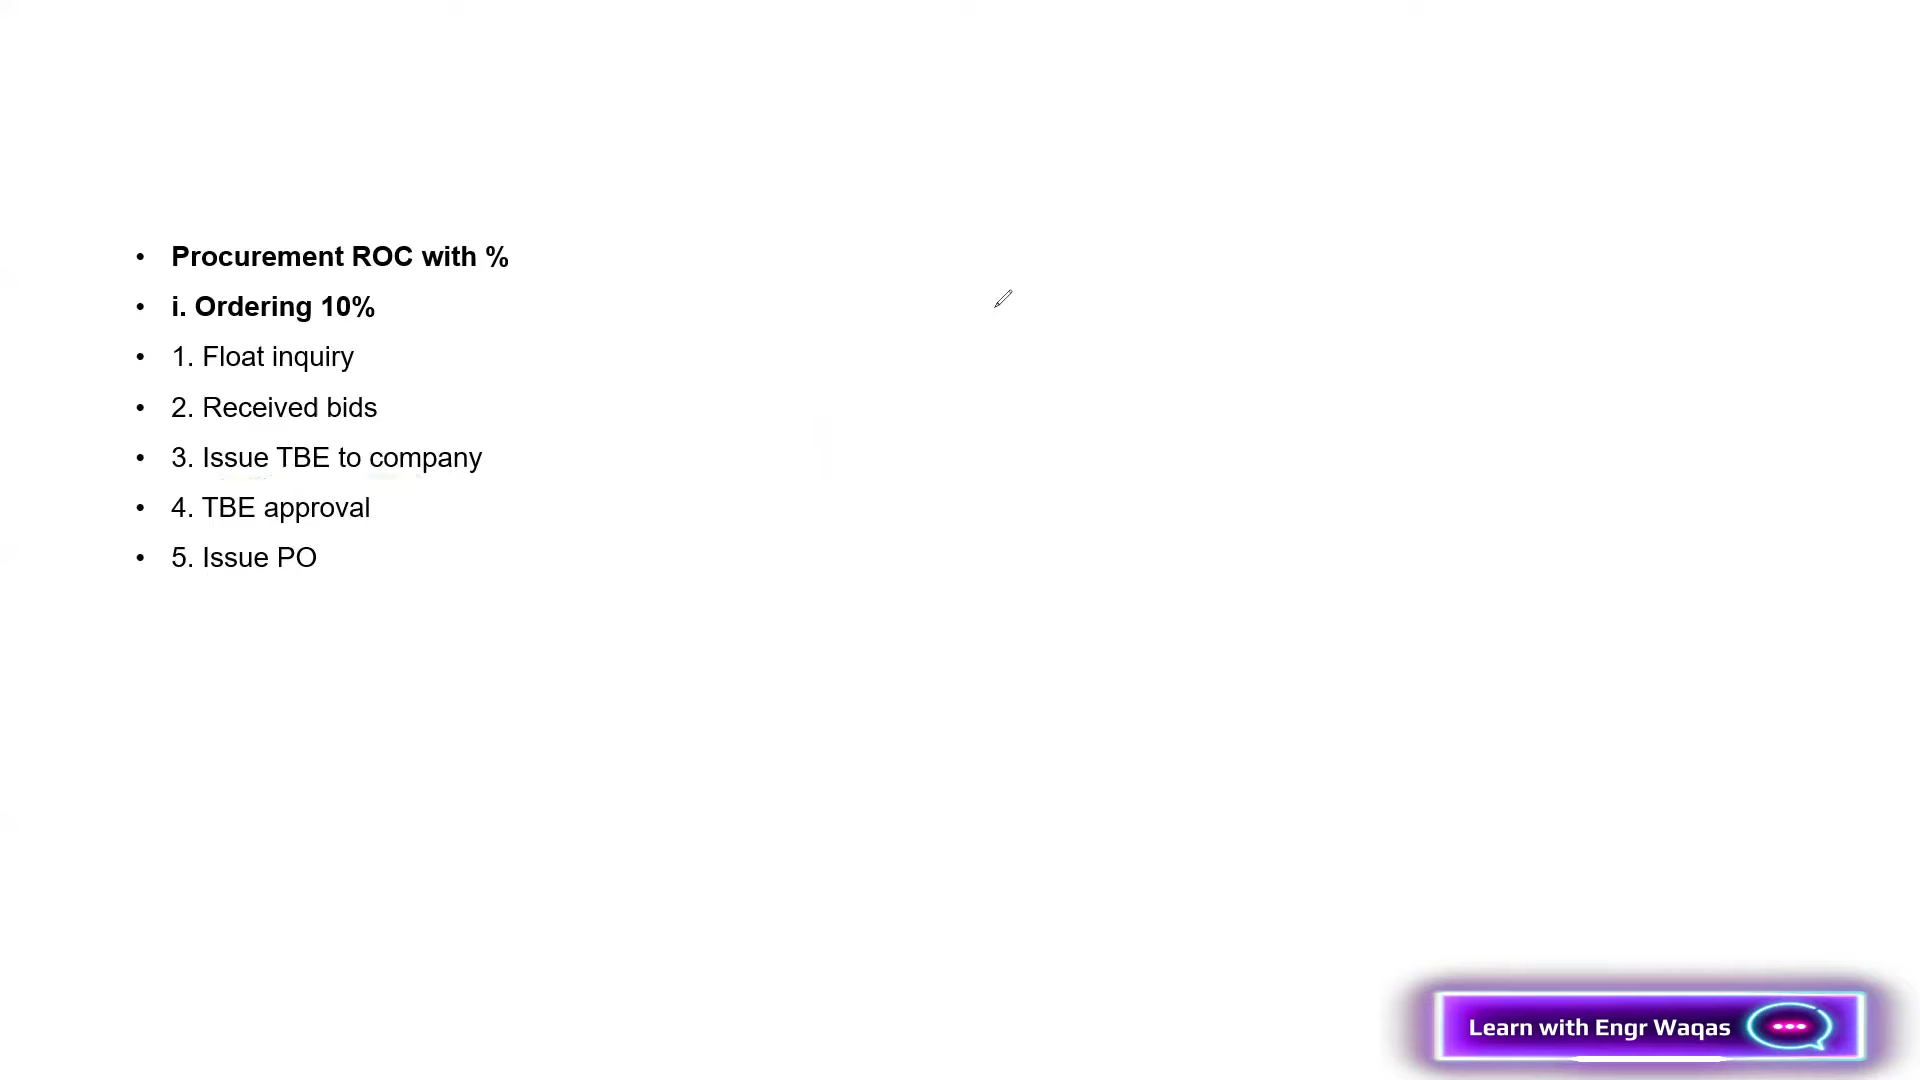 • Procurement ROC with %
• i. Ordering 10%
• 1. Float inquiry
• 2. Received bids
• 3. Issue TBE to company
• 4. TBE approval
• 5. Issue PO
Learn with Engr Waqas